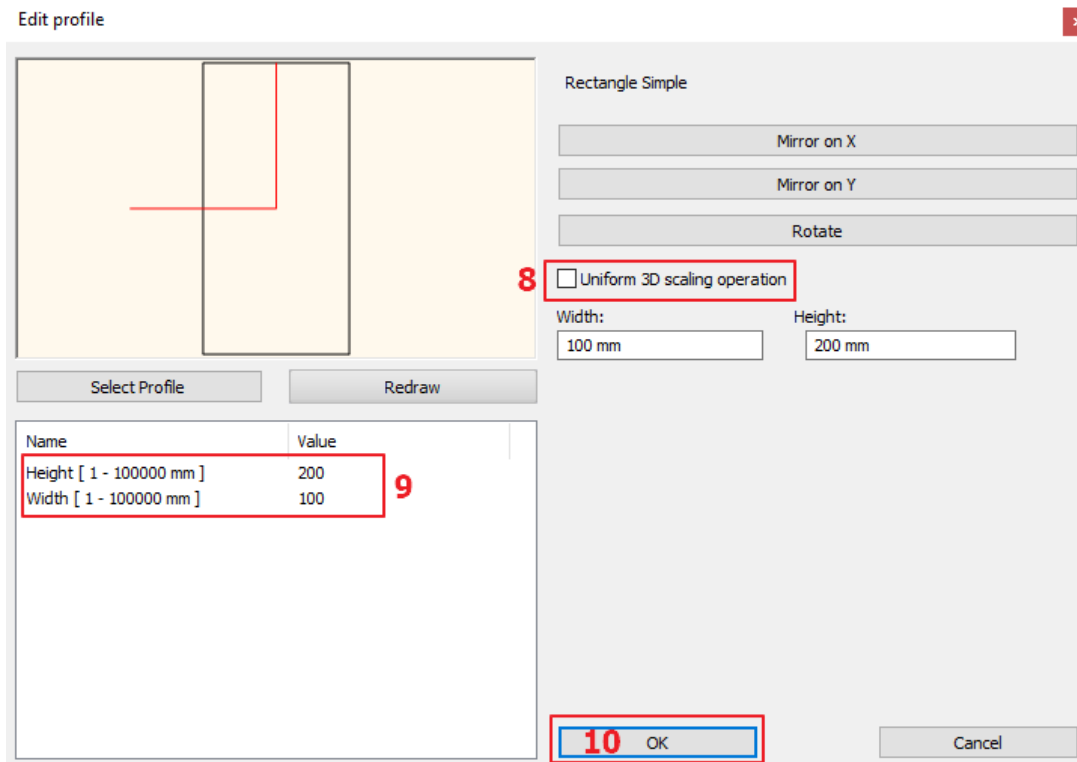 Edit profile
Rectangle Simple
Mirror on X
Mirror on Y
Rotate
8
Uniform 3D scaling operation
Width:
Height:
100 mm
200 mm
Select Profile
Redraw
Name
Value
Height [ 1 - 100000 mm ]
200
Width [ 1 - 100000 mm ]
100
9
10
OK
Cancel